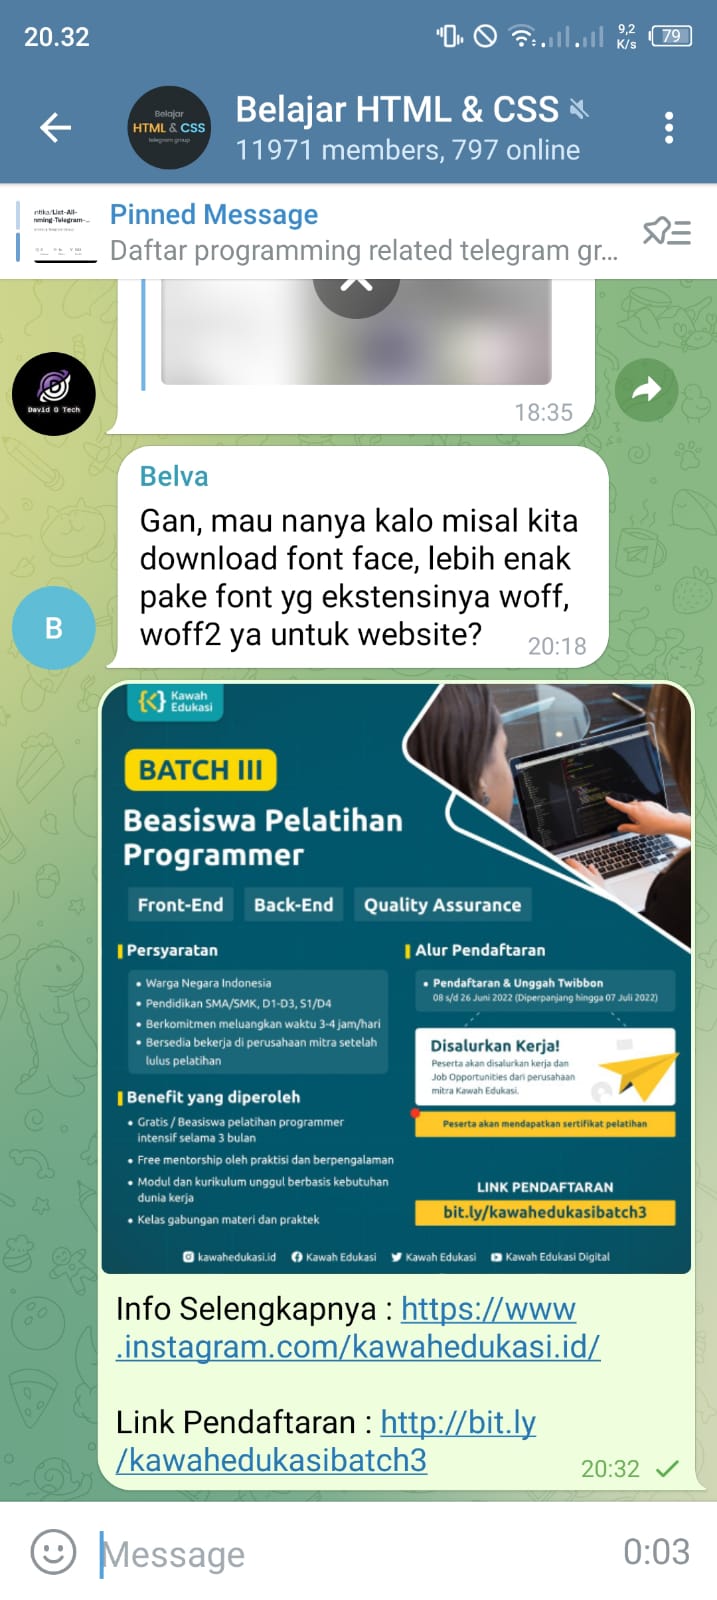 20.32
9,2
K/s
79
Belajar
HTML & CSS
telegram group
Belajar HTML & CSS
11971 members, 797 online
Pinned Message
Daftar programming related telegram gr...
18:35
David G Tech
Belva
Gan, mau nanya kalo misal kita
download font face, lebih enak
pake font yg ekstensinya woff,
woff2 ya untuk website?
20:18
B
Kawah
Edukasi
BATCH III
Beasiswa Pelatihan
Programmer
Front-End
Back-End
Quality Assurance
Persyaratan
• Warga Negara Indonesia
• Pendidikan SMA/SMK, D1-D3, S1/D4
• Berkomitmen meluangkan waktu 3-4 jam/hari
• Bersedia bekerja di perusahaan mitra setelah
lulus pelatihan
Benefit yang diperoleh
• Gratis / Beasiswa pelatihan programmer
intensif selama 3 bulan
• Free mentorship oleh praktisi dan berpengalaman
• Modul dan kurikulum unggul berbasis kebutuhan
dunia kerja
• Kelas gabungan materi dan praktek
Alur Pendaftaran
• Pendaftaran & Unggah Twibbon
08 s/d 26 Juni 2022 (Diperpanjang hingga 07 Juli 2022)
Disalurkan Kerja!
Peserta akan disalurkan kerja dan
Job Opportunities dari perusahaan
mitra Kawah Edukasi.
Peserta akan mendapatkan sertifikat pelatihan
LINK PENDAFTARAN
bit.ly/kawahedukasibatch3
kawahedukasi.id
Kawah Edukasi
Kawah Edukasi
Kawah Edukasi Digital
Info Selengkapnya : https://www
.instagram.com/kawahedukasi.id/
Link Pendaftaran : http://bit.ly
/kawahedukasibatch3
20:32
Message
0:03